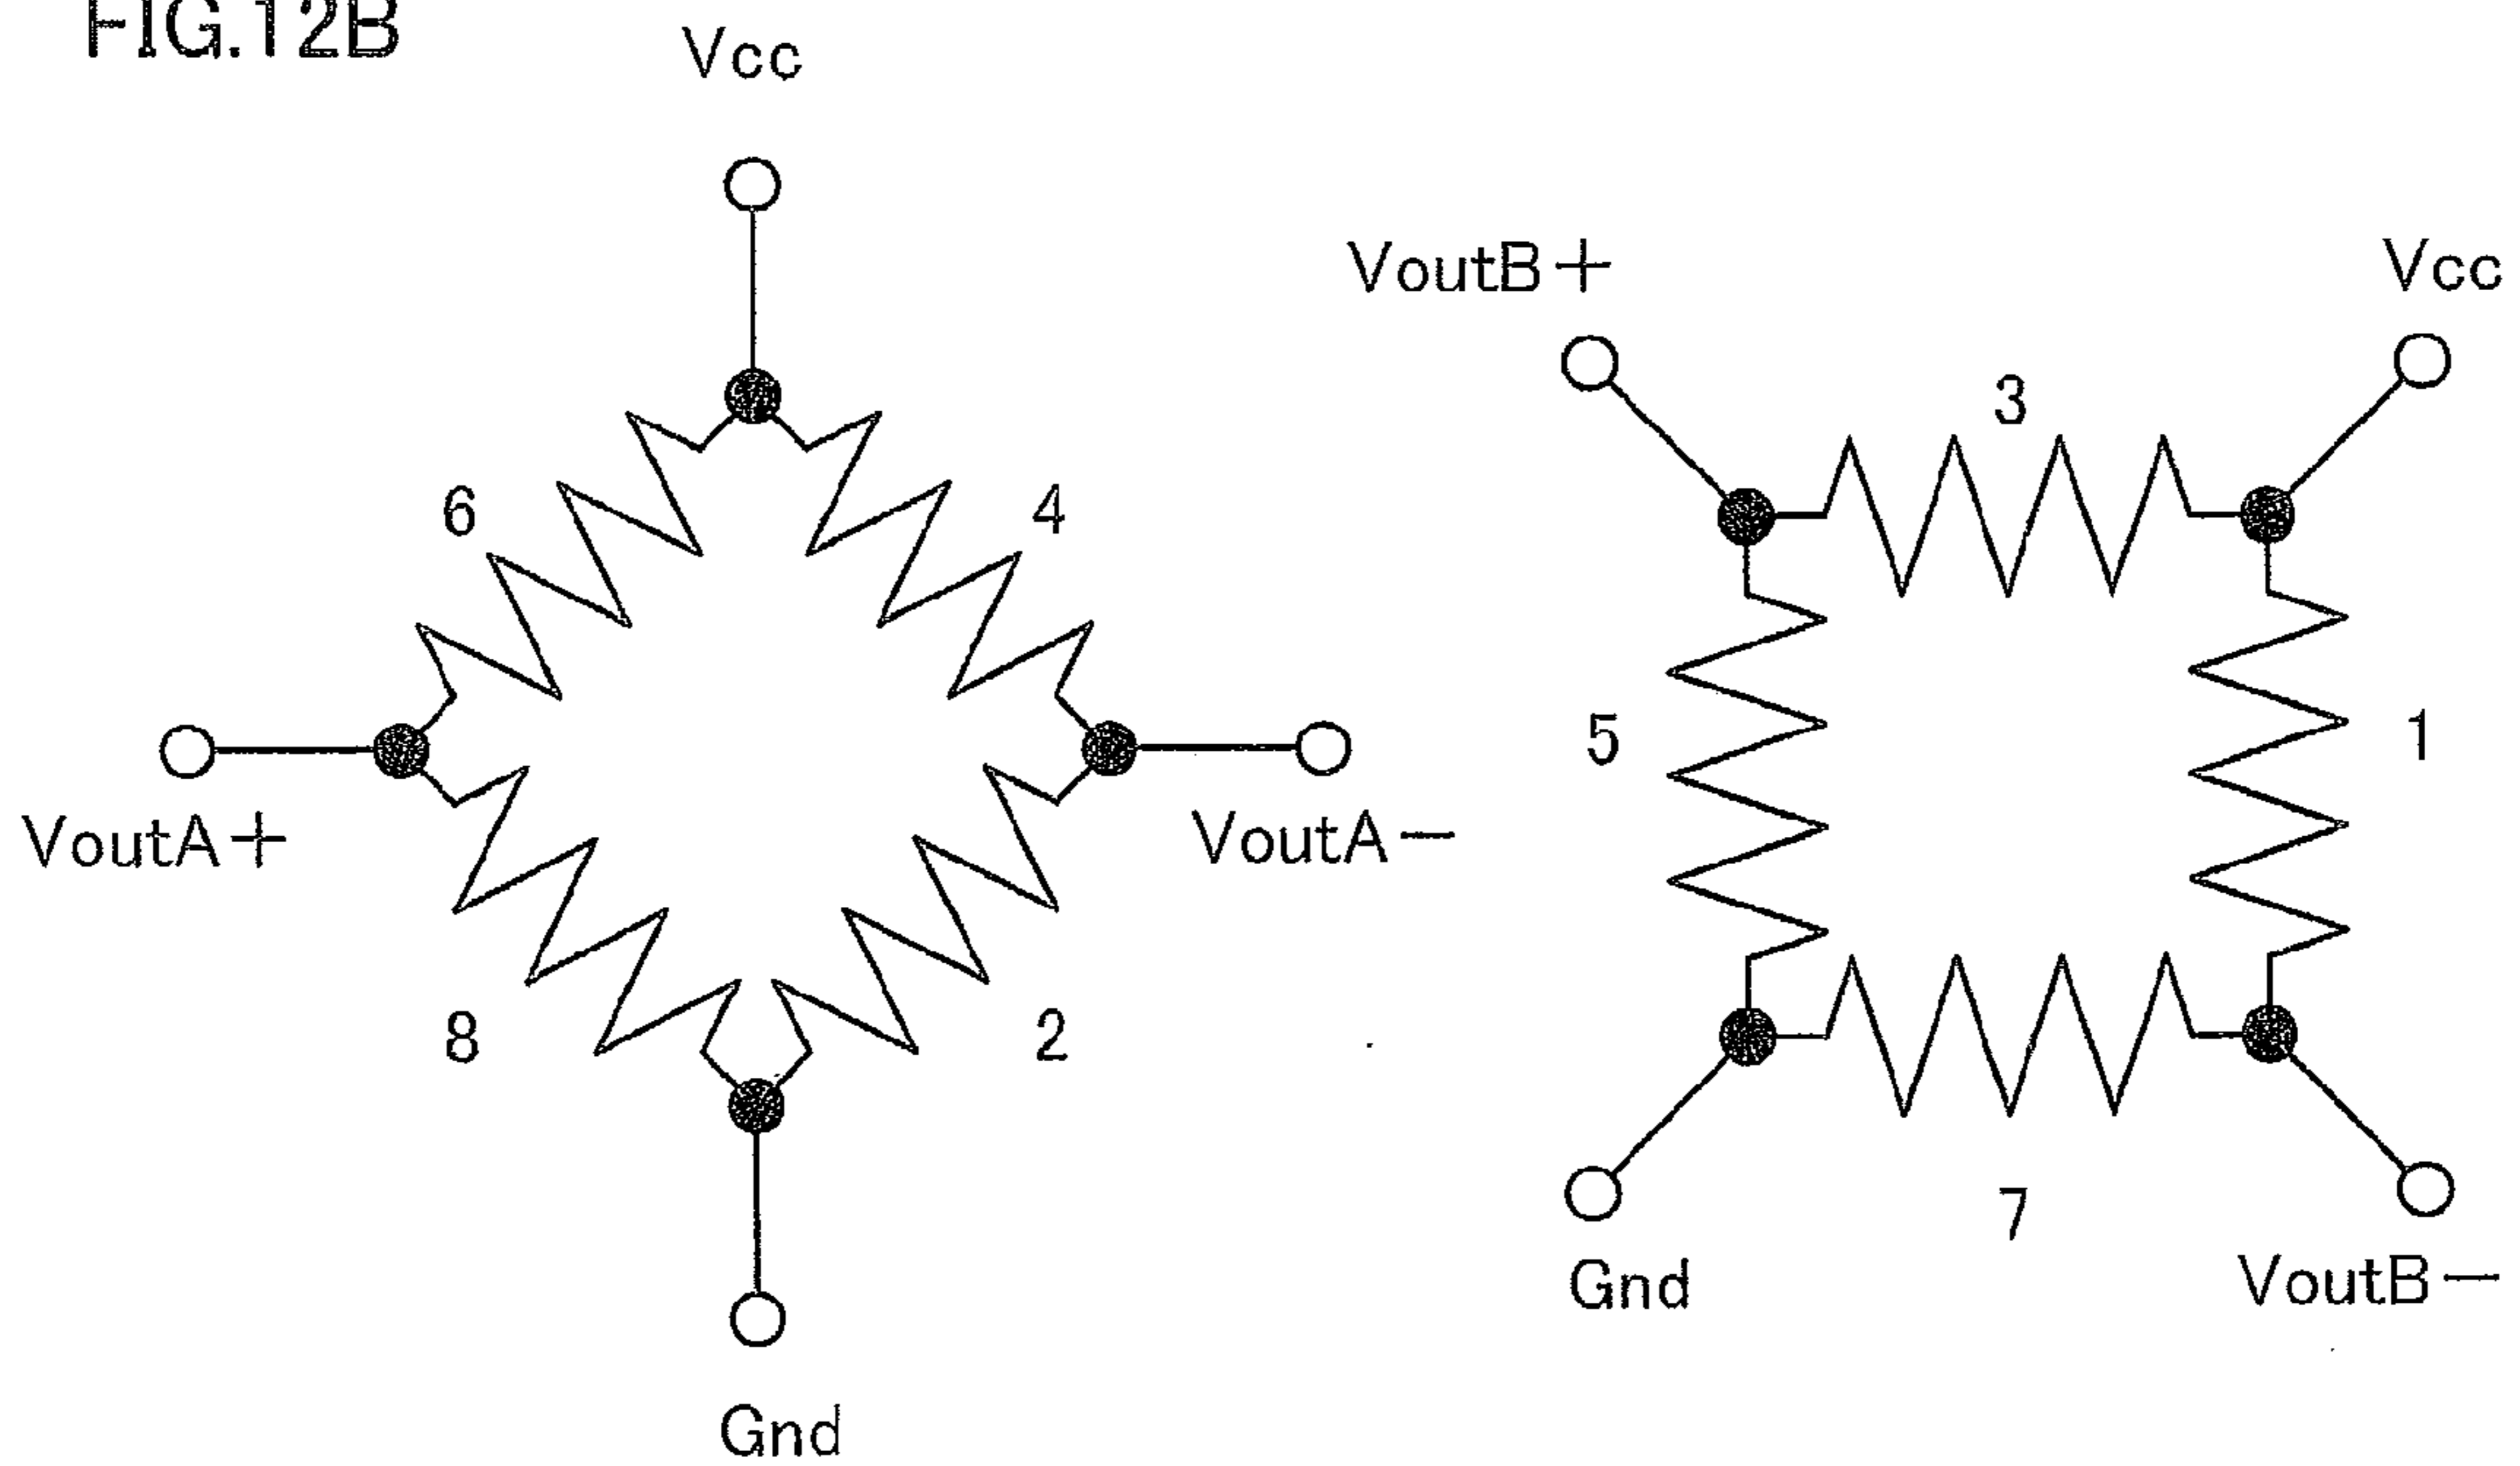 FIG.12B
Vcc
6
4
VoutA+
VoutA−
8
2
Gnd
VoutB+
Vcc
3
5
1
7
Gnd
VoutB−